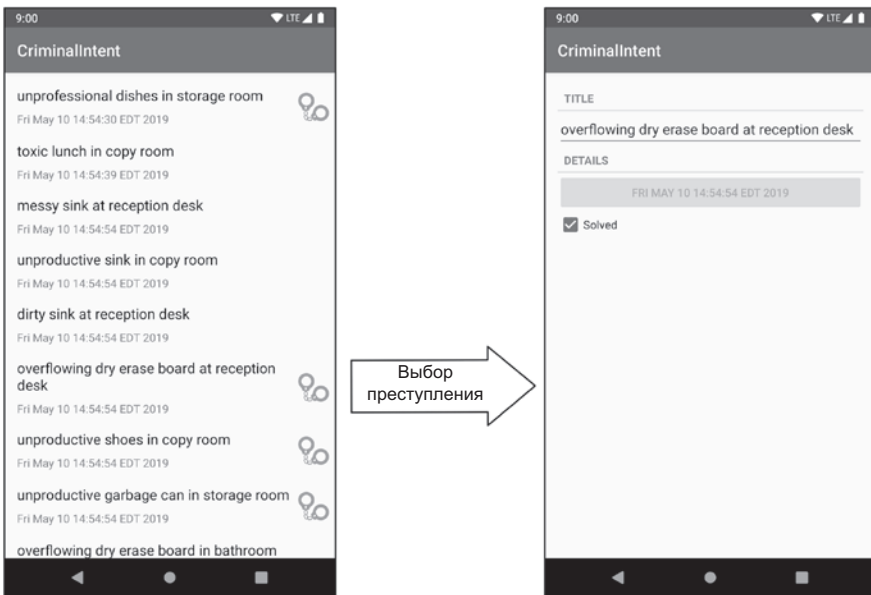 9:00
LTE
CriminalIntent
unprofessional dishes in storage room
Fri May 10 14:54:30 EDT 2019
toxic lunch in copy room
Fri May 10 14:54:39 EDT 2019
messy sink at reception desk
Fri May 10 14:54:54 EDT 2019
unproductive sink in copy room
Fri May 10 14:54:54 EDT 2019
dirty sink at reception desk
Fri May 10 14:54:54 EDT 2019
overflowing dry erase board at reception
desk
Fri May 10 14:54:54 EDT 2019
unproductive shoes in copy room
Fri May 10 14:54:54 EDT 2019
unproductive garbage can in storage room
Fri May 10 14:54:54 EDT 2019
overflowing dry erase board in bathroom
Выбор
преступления
9:00
LTE
CriminalIntent
TITLE
overflowing dry erase board at reception desk
DETAILS
FRI MAY 10 14:54:54 EDT 2019
Solved